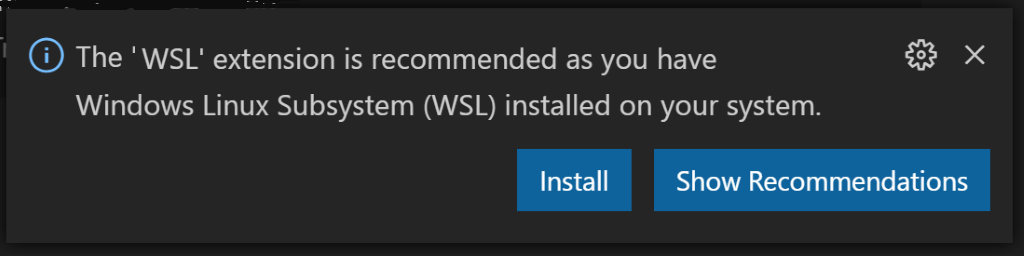 The 'WSL' extension is recommended as you have
Windows Linux Subsystem (WSL) installed on your system.
Install Show Recommendations